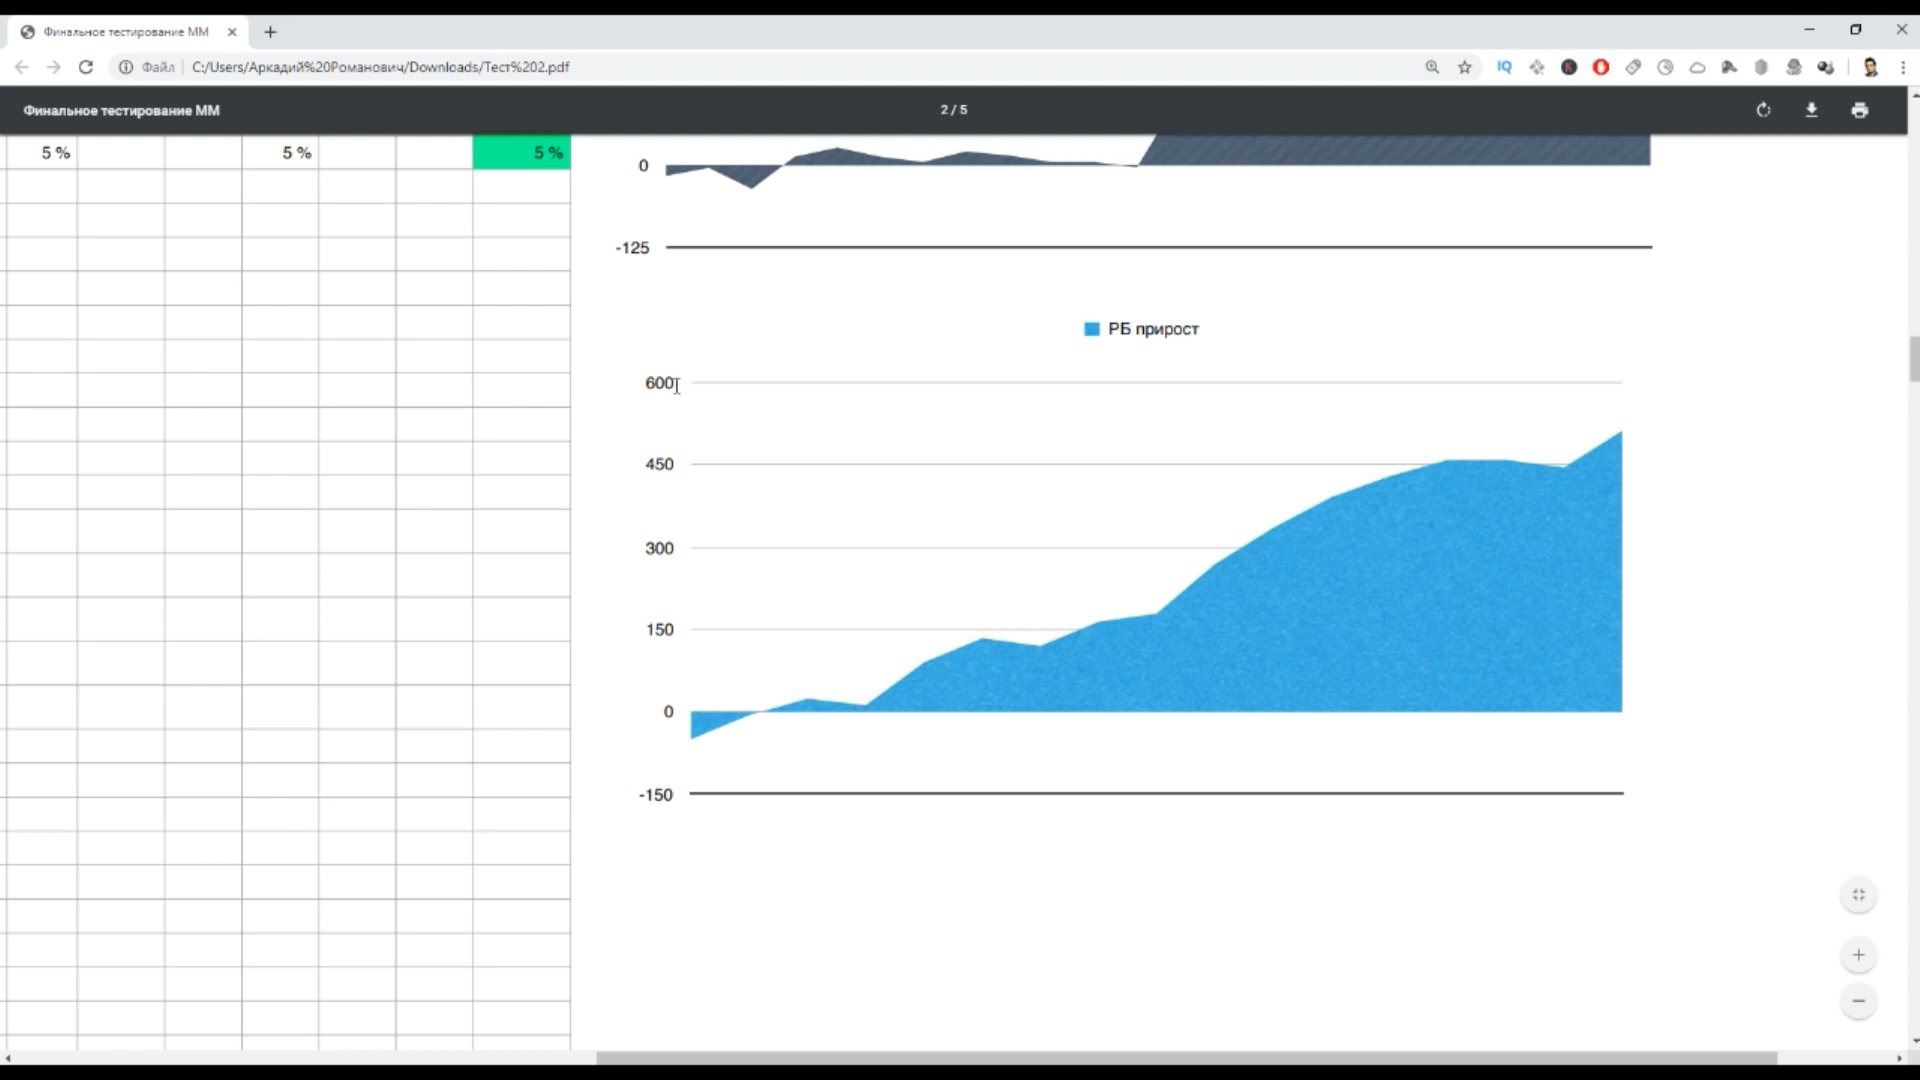 Финальное тестирование ММ
Файл
C:/Users/Аркадий%20Романович/Downloads/Тест%202.pdf
IQ
Финальное тестирование ММ
2 / 5
5 %
5 %
5 %
0
-125
РБ прирост
600
450
300
150
0
-150